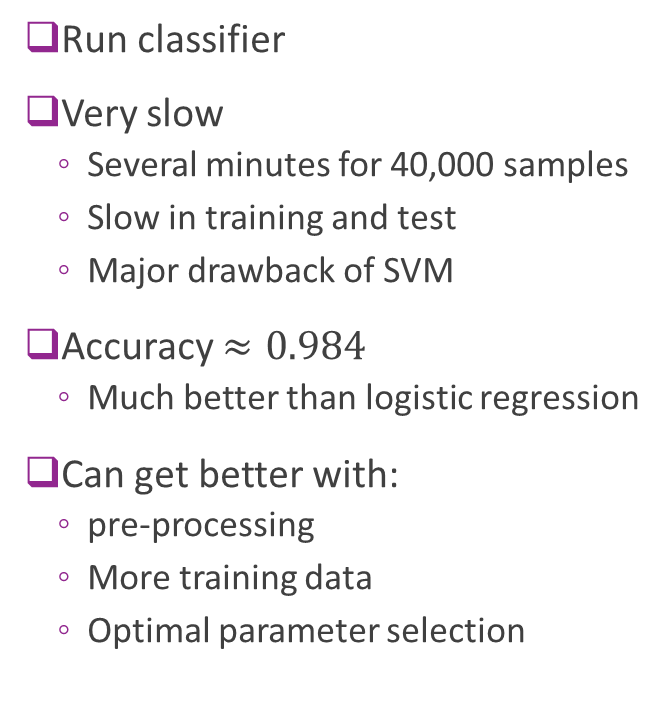 ❑Run classifier
❑Very slow
◦ Several minutes for 40,000 samples
◦ Slow in training and test
◦ Major drawback of SVM
❑Accuracy ≈ 0.984
◦ Much better than logistic regression
❑Can get better with:
◦ pre-processing
◦ More training data
◦ Optimal parameter selection